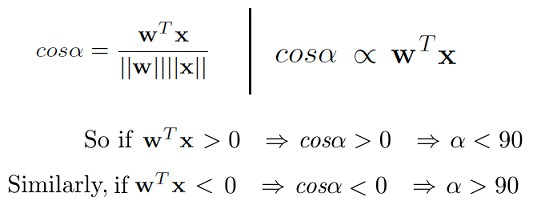 cosα = wᵀx / ||w||||x||
cosα ∝ wᵀx
So if wᵀx > 0 ⇒ cosα > 0 ⇒ α < 90
Similarly, if wᵀx < 0 ⇒ cosα < 0 ⇒ α > 90